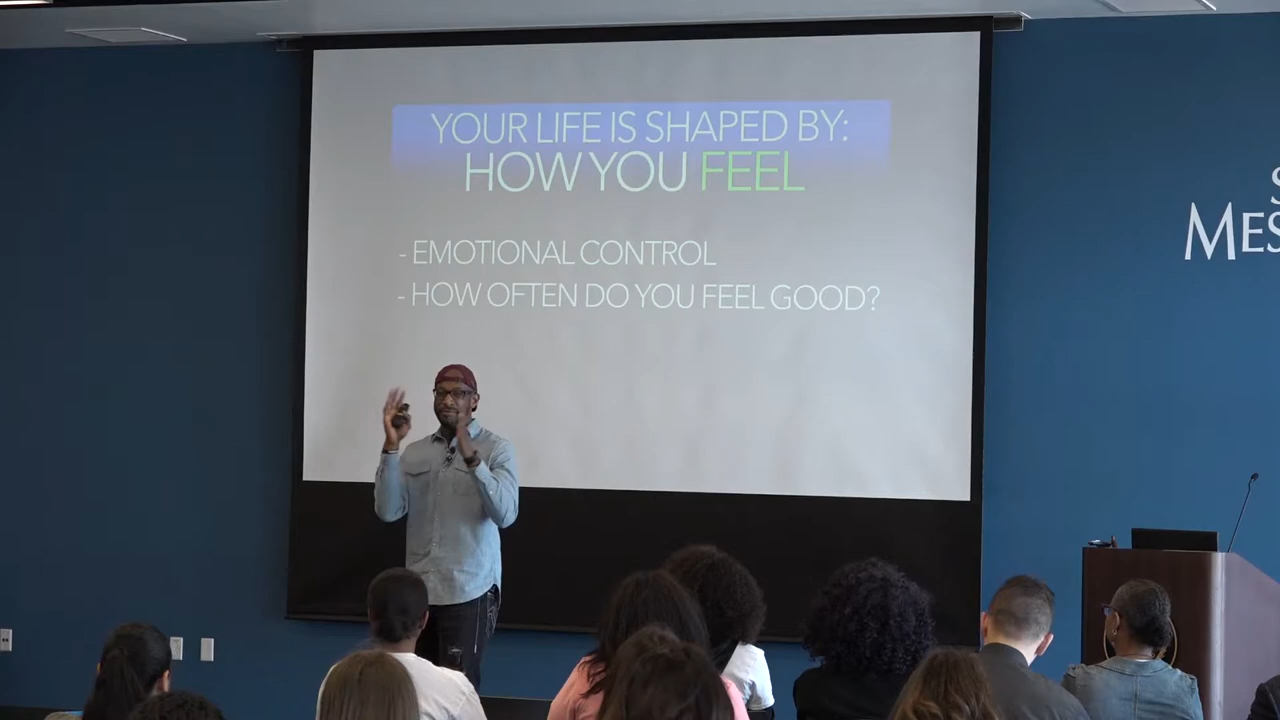 YOUR LIFE IS SHAPED BY:
HOW YOU FEEL
- EMOTIONAL CONTROL
- HOW OFTEN DO YOU FEEL GOOD?